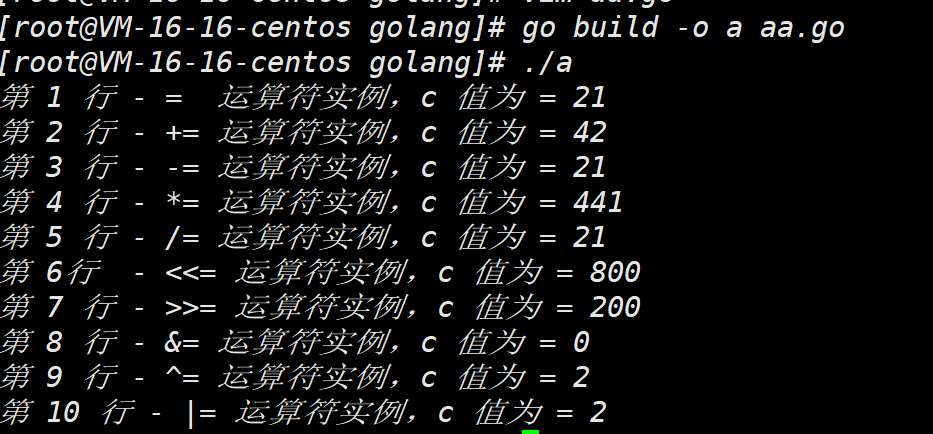 [root@VM-16-16-centos golang]# go build -o a aa.go
[root@VM-16-16-centos golang]# ./a
第 1 行 - =  运算符实例，c 值为 = 21
第 2 行 - += 运算符实例，c 值为 = 42
第 3 行 - -= 运算符实例，c 值为 = 21
第 4 行 - *= 运算符实例，c 值为 = 441
第 5 行 - /= 运算符实例，c 值为 = 21
第 6行  - <<= 运算符实例，c 值为 = 800
第 7 行 - >>= 运算符实例，c 值为 = 200
第 8 行 - &= 运算符实例，c 值为 = 0
第 9 行 - ^= 运算符实例，c 值为 = 2
第 10 行 - |= 运算符实例，c 值为 = 2